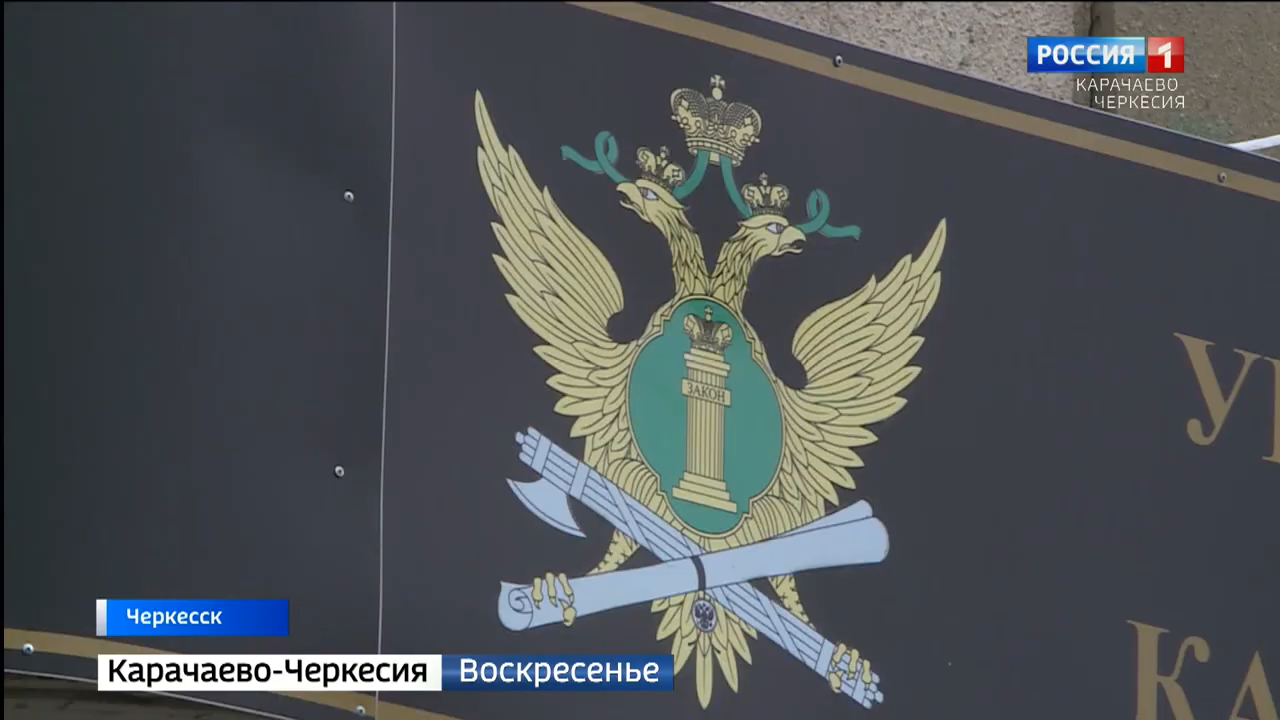 РОССИЯ 1
КАРАЧАЕВО
ЧЕРКЕСИЯ
ЗАКОН
Черкесск
Карачаево-Черкесия Воскресенье